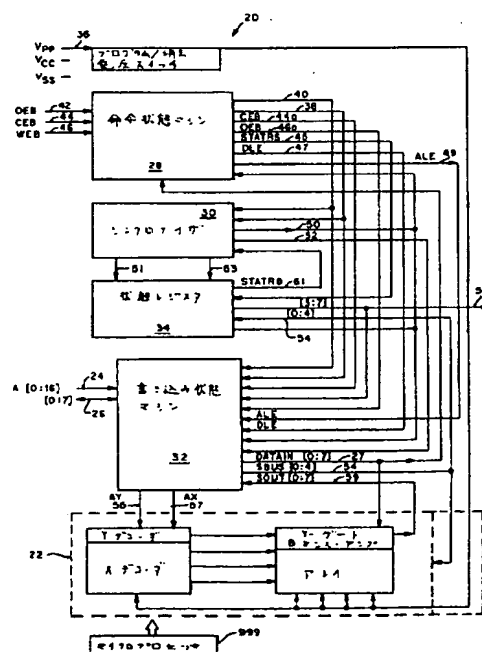 20
VPP 36
プログラム/消去
電圧スイッチ
VCC
VSS
40
38
OEB 42
CEB 44
WEB 46
命令状態マシン
28
CEB 44a
OEB 46a
STATRS 45
DLE 47
ALE 49
30
シンクロナイザ
50
52
51 53
STATRB 61
状態レジスタ
34
[5:7]
[0:4]
54
A [0:16] 24
[0:17] 26
書き込み状態
マシン
32
ALE
DLE
DATAIN [0:7] 27
SBUS [0:4] 54
SOUT [0:7] 59
AY
56
AX
57
22
Y デコーダ
X デコーダ
Y-ゲート
センス・アンプ
アレイ
マイクロプロセッサ
999